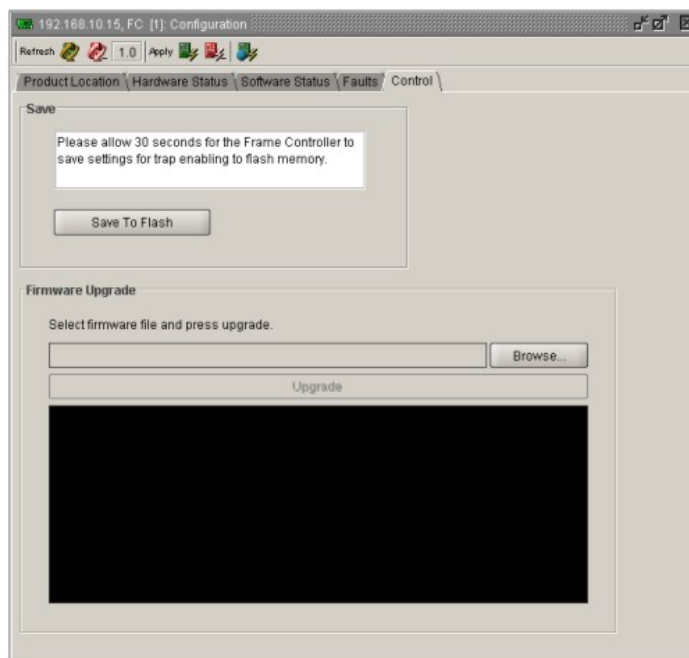 192.168.10.15, FC [1]: Configuration
Refresh 1.0 Apply
Product Location Hardware Status Software Status Faults Control
Save
Please allow 30 seconds for the Frame Controller to
save settings for trap enabling to flash memory.
Save To Flash
Firmware Upgrade
Select firmware file and press upgrade.
Browse...
Upgrade